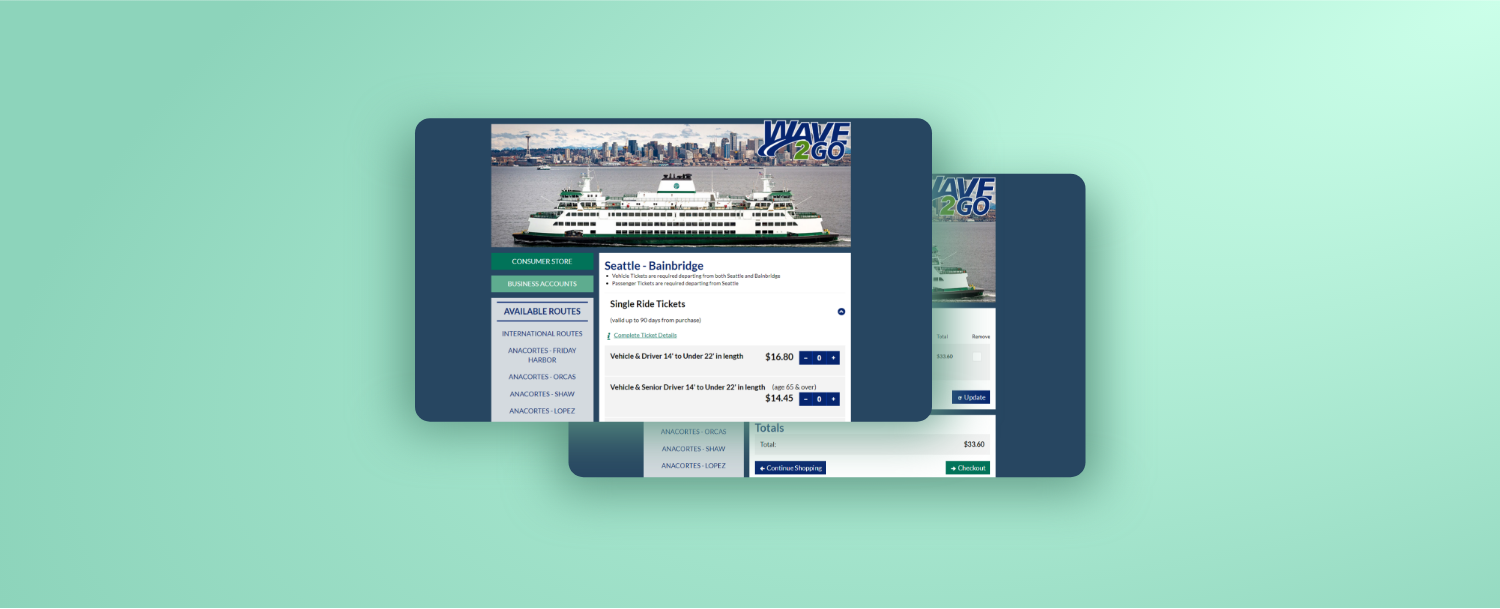 WAVE
2GO
CONSUMER STORE
BUSINESS ACCOUNTS
AVAILABLE ROUTES
INTERNATIONAL ROUTES
ANACORTES - FRIDAY
HARBOR
ANACORTES - ORCAS
ANACORTES - SHAW
ANACORTES - LOPEZ
Seattle - Bainbridge
Vehicle Tickets are required departing from both Seattle and Bainbridge
Passenger Tickets are required departing from Seattle
Single Ride Tickets
(valid up to 90 days from purchase)
i Complete Ticket Details
Vehicle & Driver 14' to Under 22' in length $16.80 - 0 +
Vehicle & Senior Driver 14' to Under 22' in length (age 65 & over)
$14.45 - 0 +
WAVE
2GO
Total Remove
$33.60
Update
ANACORTES - ORCAS
ANACORTES - SHAW
ANACORTES - LOPEZ
Totals
Total: $33.60
Continue Shopping
Checkout